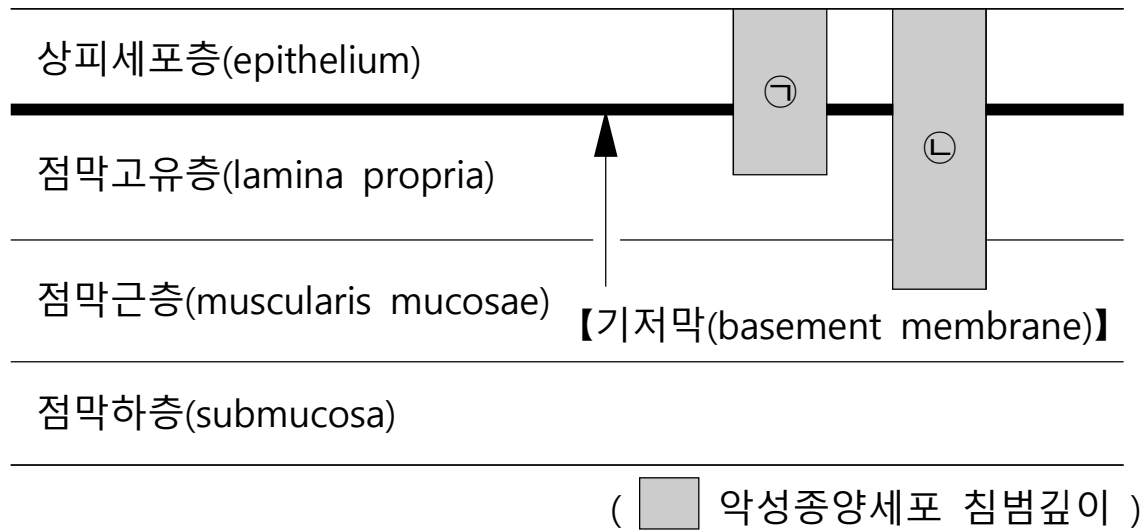 상피세포층(epithelium)
㉠
점막고유층(lamina propria)
㉡
점막근층(muscularis mucosae)
【기저막(basement membrane)】
점막하층(submucosa)
( 악성종양세포 침범깊이 )